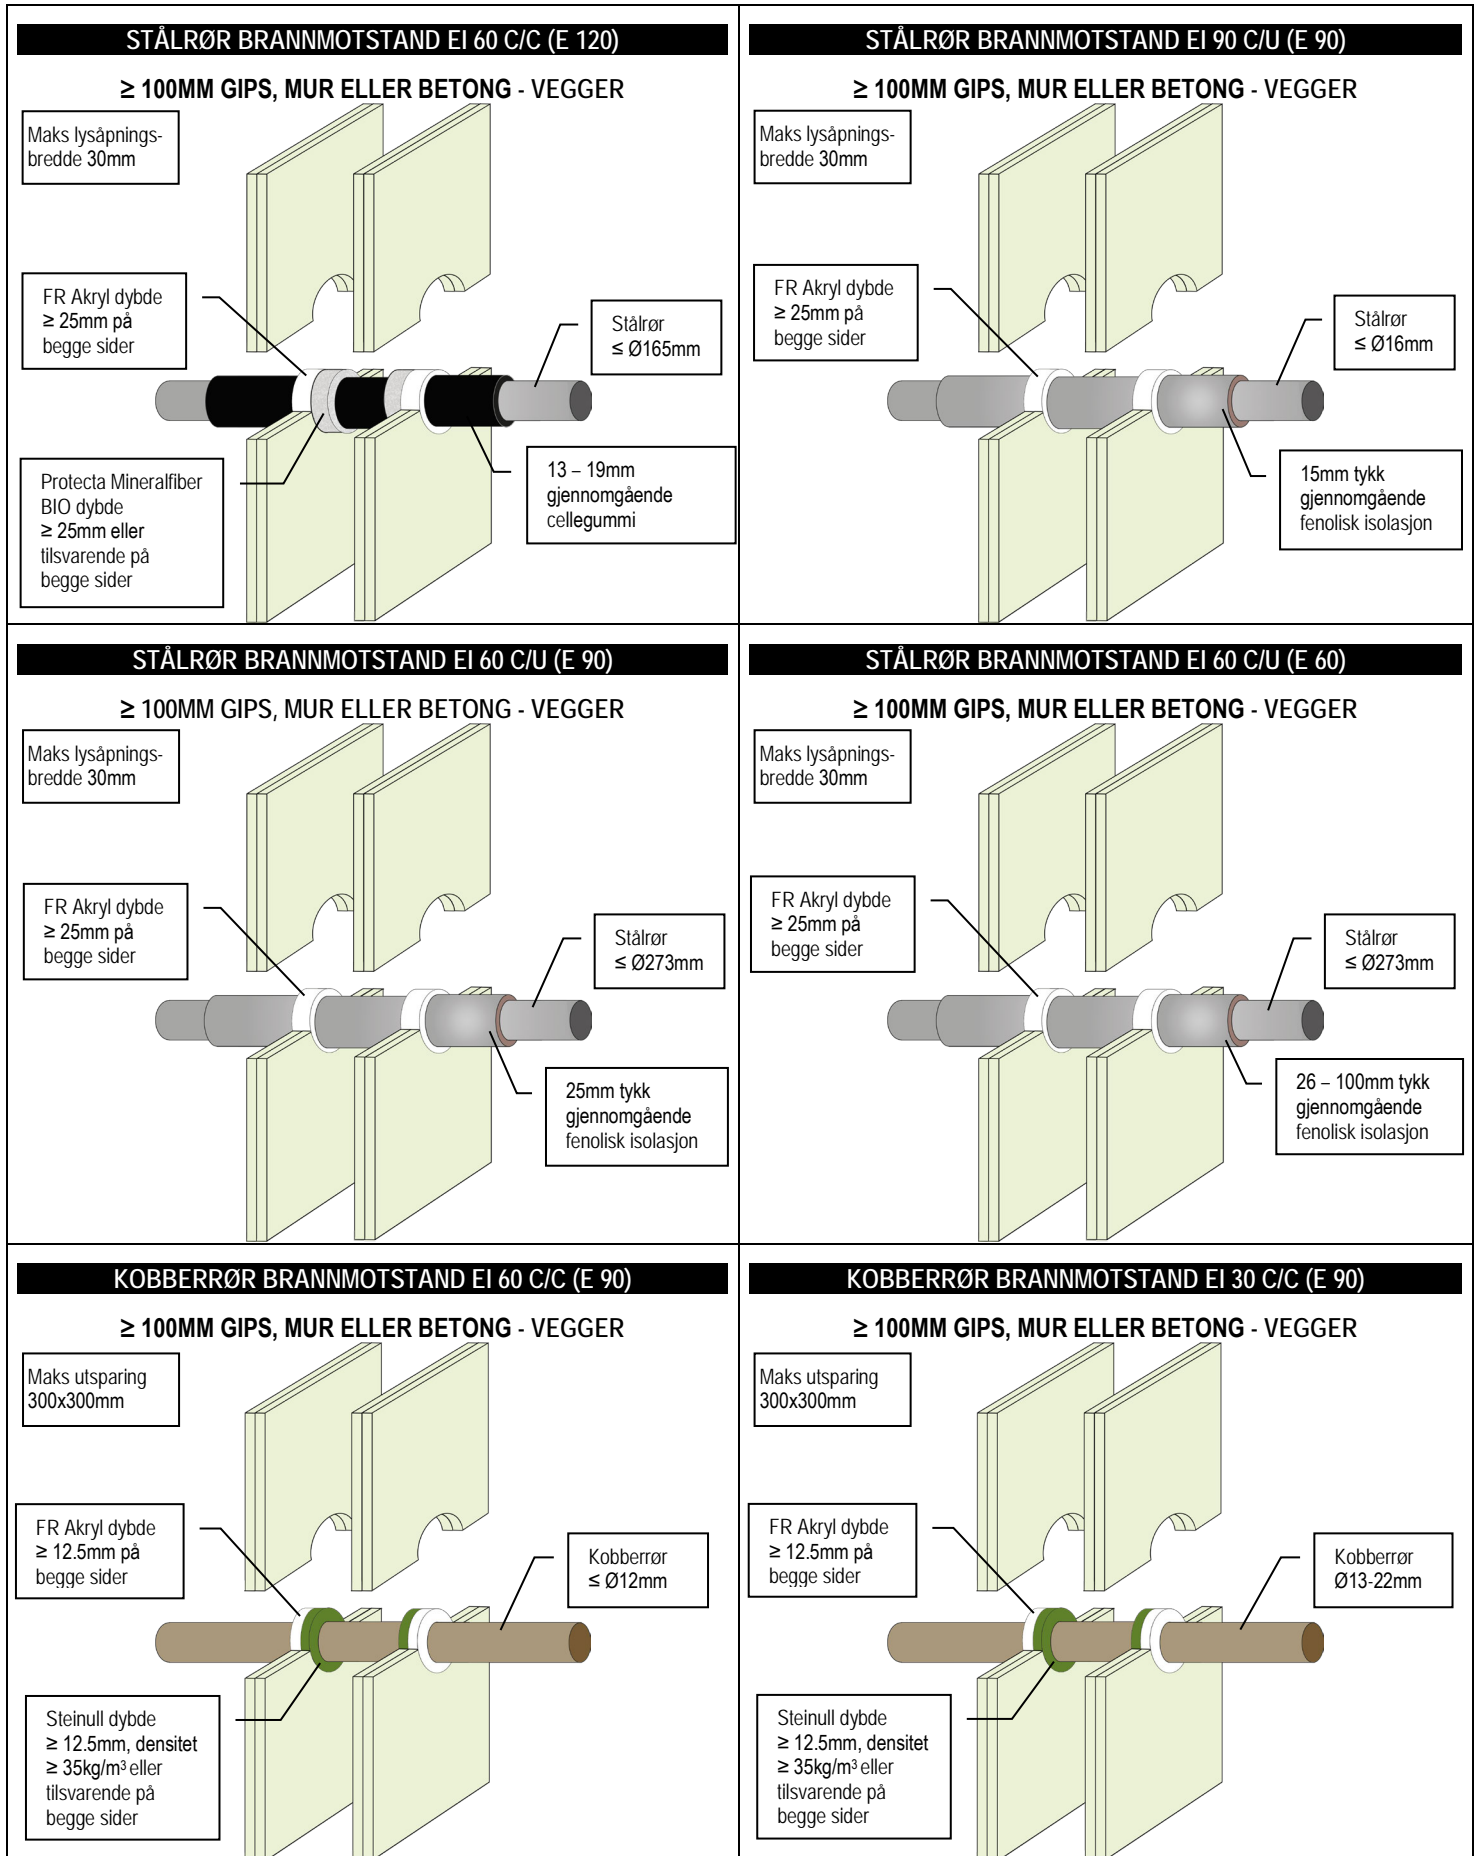 STÅLRØR BRANNMOTSTAND EI 60 C/C (E 120)
≥ 100MM GIPS, MUR ELLER BETONG - VEGGER
Maks lysåpnings-
bredde 30mm
FR Akryl dybde
≥ 25mm på
begge sider
Stålrør
≤ Ø165mm
Protecta Mineralfiber
BIO dybde
≥ 25mm eller
tilsvarende på
begge sider
13 – 19mm
gjennomgående
cellegummi
STÅLRØR BRANNMOTSTAND EI 90 C/U (E 90)
≥ 100MM GIPS, MUR ELLER BETONG - VEGGER
Maks lysåpnings-
bredde 30mm
FR Akryl dybde
≥ 25mm på
begge sider
Stålrør
≤ Ø16mm
15mm tykk
gjennomgående
fenolisk isolasjon
STÅLRØR BRANNMOTSTAND EI 60 C/U (E 90)
≥ 100MM GIPS, MUR ELLER BETONG - VEGGER
Maks lysåpnings-
bredde 30mm
FR Akryl dybde
≥ 25mm på
begge sider
Stålrør
≤ Ø273mm
25mm tykk
gjennomgående
fenolisk isolasjon
STÅLRØR BRANNMOTSTAND EI 60 C/U (E 60)
≥ 100MM GIPS, MUR ELLER BETONG - VEGGER
Maks lysåpnings-
bredde 30mm
FR Akryl dybde
≥ 25mm på
begge sider
Stålrør
≤ Ø273mm
26 – 100mm tykk
gjennomgående
fenolisk isolasjon
KOBBERRØR BRANNMOTSTAND EI 60 C/C (E 90)
≥ 100MM GIPS, MUR ELLER BETONG - VEGGER
Maks utsparing
300x300mm
FR Akryl dybde
≥ 12.5mm på
begge sider
Kobberrør
≤ Ø12mm
Steinull dybde
≥ 12.5mm, densitet
≥ 35kg/m³ eller
tilsvarende på
begge sider
KOBBERRØR BRANNMOTSTAND EI 30 C/C (E 90)
≥ 100MM GIPS, MUR ELLER BETONG - VEGGER
Maks utsparing
300x300mm
FR Akryl dybde
≥ 12.5mm på
begge sider
Kobberrør
Ø13-22mm
Steinull dybde
≥ 12.5mm, densitet
≥ 35kg/m³ eller
tilsvarende på
begge sider